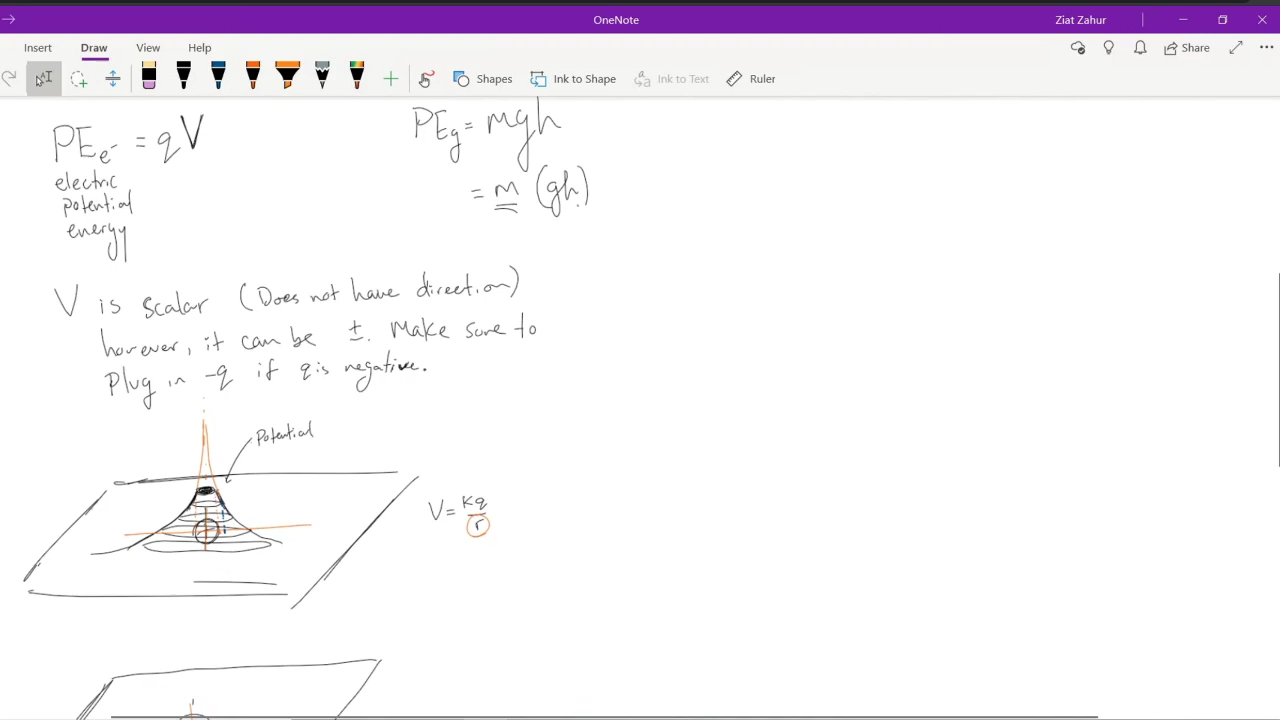 OneNote
Ziat Zahur
Insert
Draw
View
Help
Share
Shapes
Ink to Shape
Ink to Text
Ruler
PEe- = qV
electric
potential
energy
PEg = mgh
= m (gh)
V is scalar (Does not have direction)
however, it can be ±. Make sure to
plug in -q if q is negative.
Potential
V = kq
r